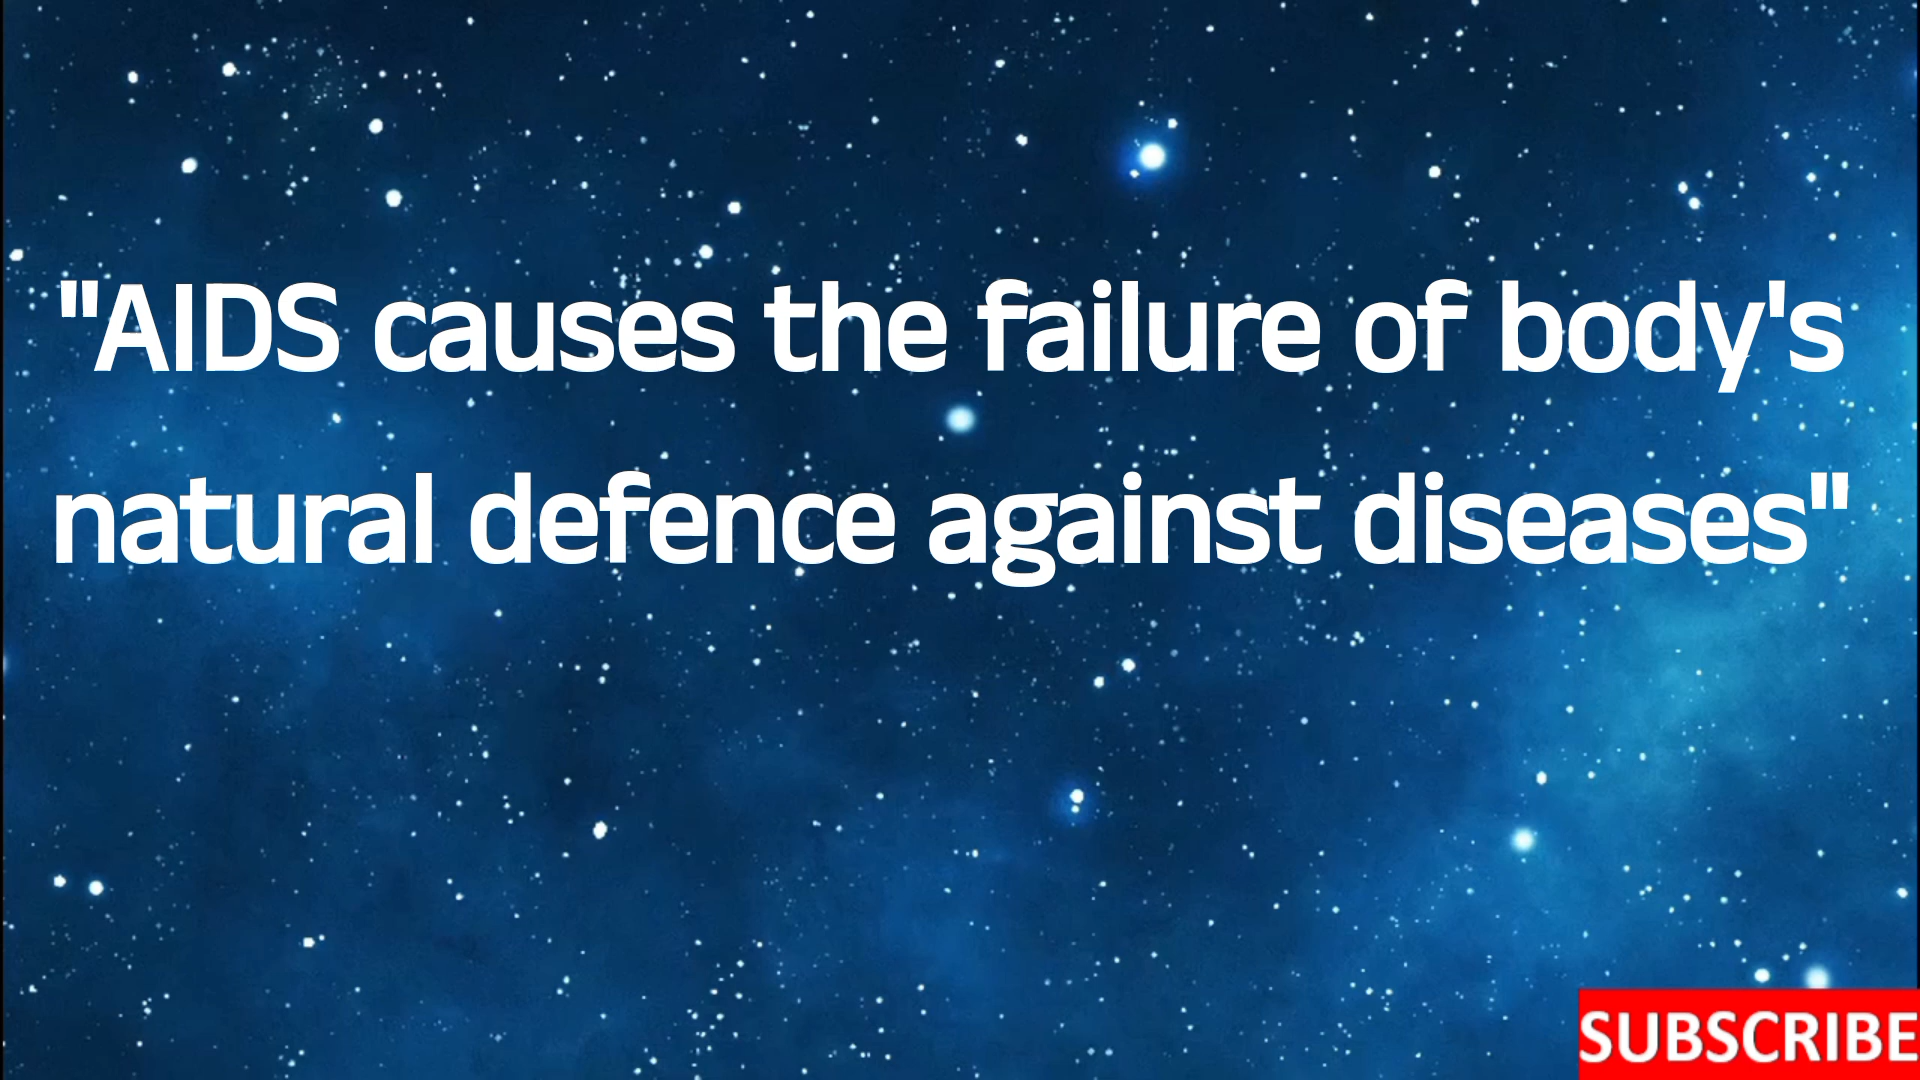 "AIDS causes the failure of body's
natural defence against diseases"
SUBSCRIBE